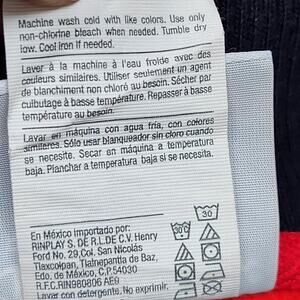 Machine wash cold with like colors. Use only
non-chlorine bleach when needed. Tumble dry
low. Cool iron if needed.
Laver à la machine à l'eau froide avec des
couleurs similaires. Utiliser seulement un agent
de blanchiment non chloré au besoin. Sécher par
culbutage à basse température. Repasser à basse
température au besoin.
Lavar en máquina con agua fría, con colores
similares. Sólo usar blanqueador sin cloro cuando
se necesite. Secar en máquina a temperatura
baja. Planchar a temperatura baja si se necesita.
En México importado por:
RINPLAY S. DE R.L DE C.V. Henry
Ford No. 29,Col. San Nicolás
Tlaxcolpan, Tlalnepantla de Baz,
Edo. de México, C.P.54030
R.F.C.RIN980806 AE9
Lavar con detergente. No exprimir.
30
30°C